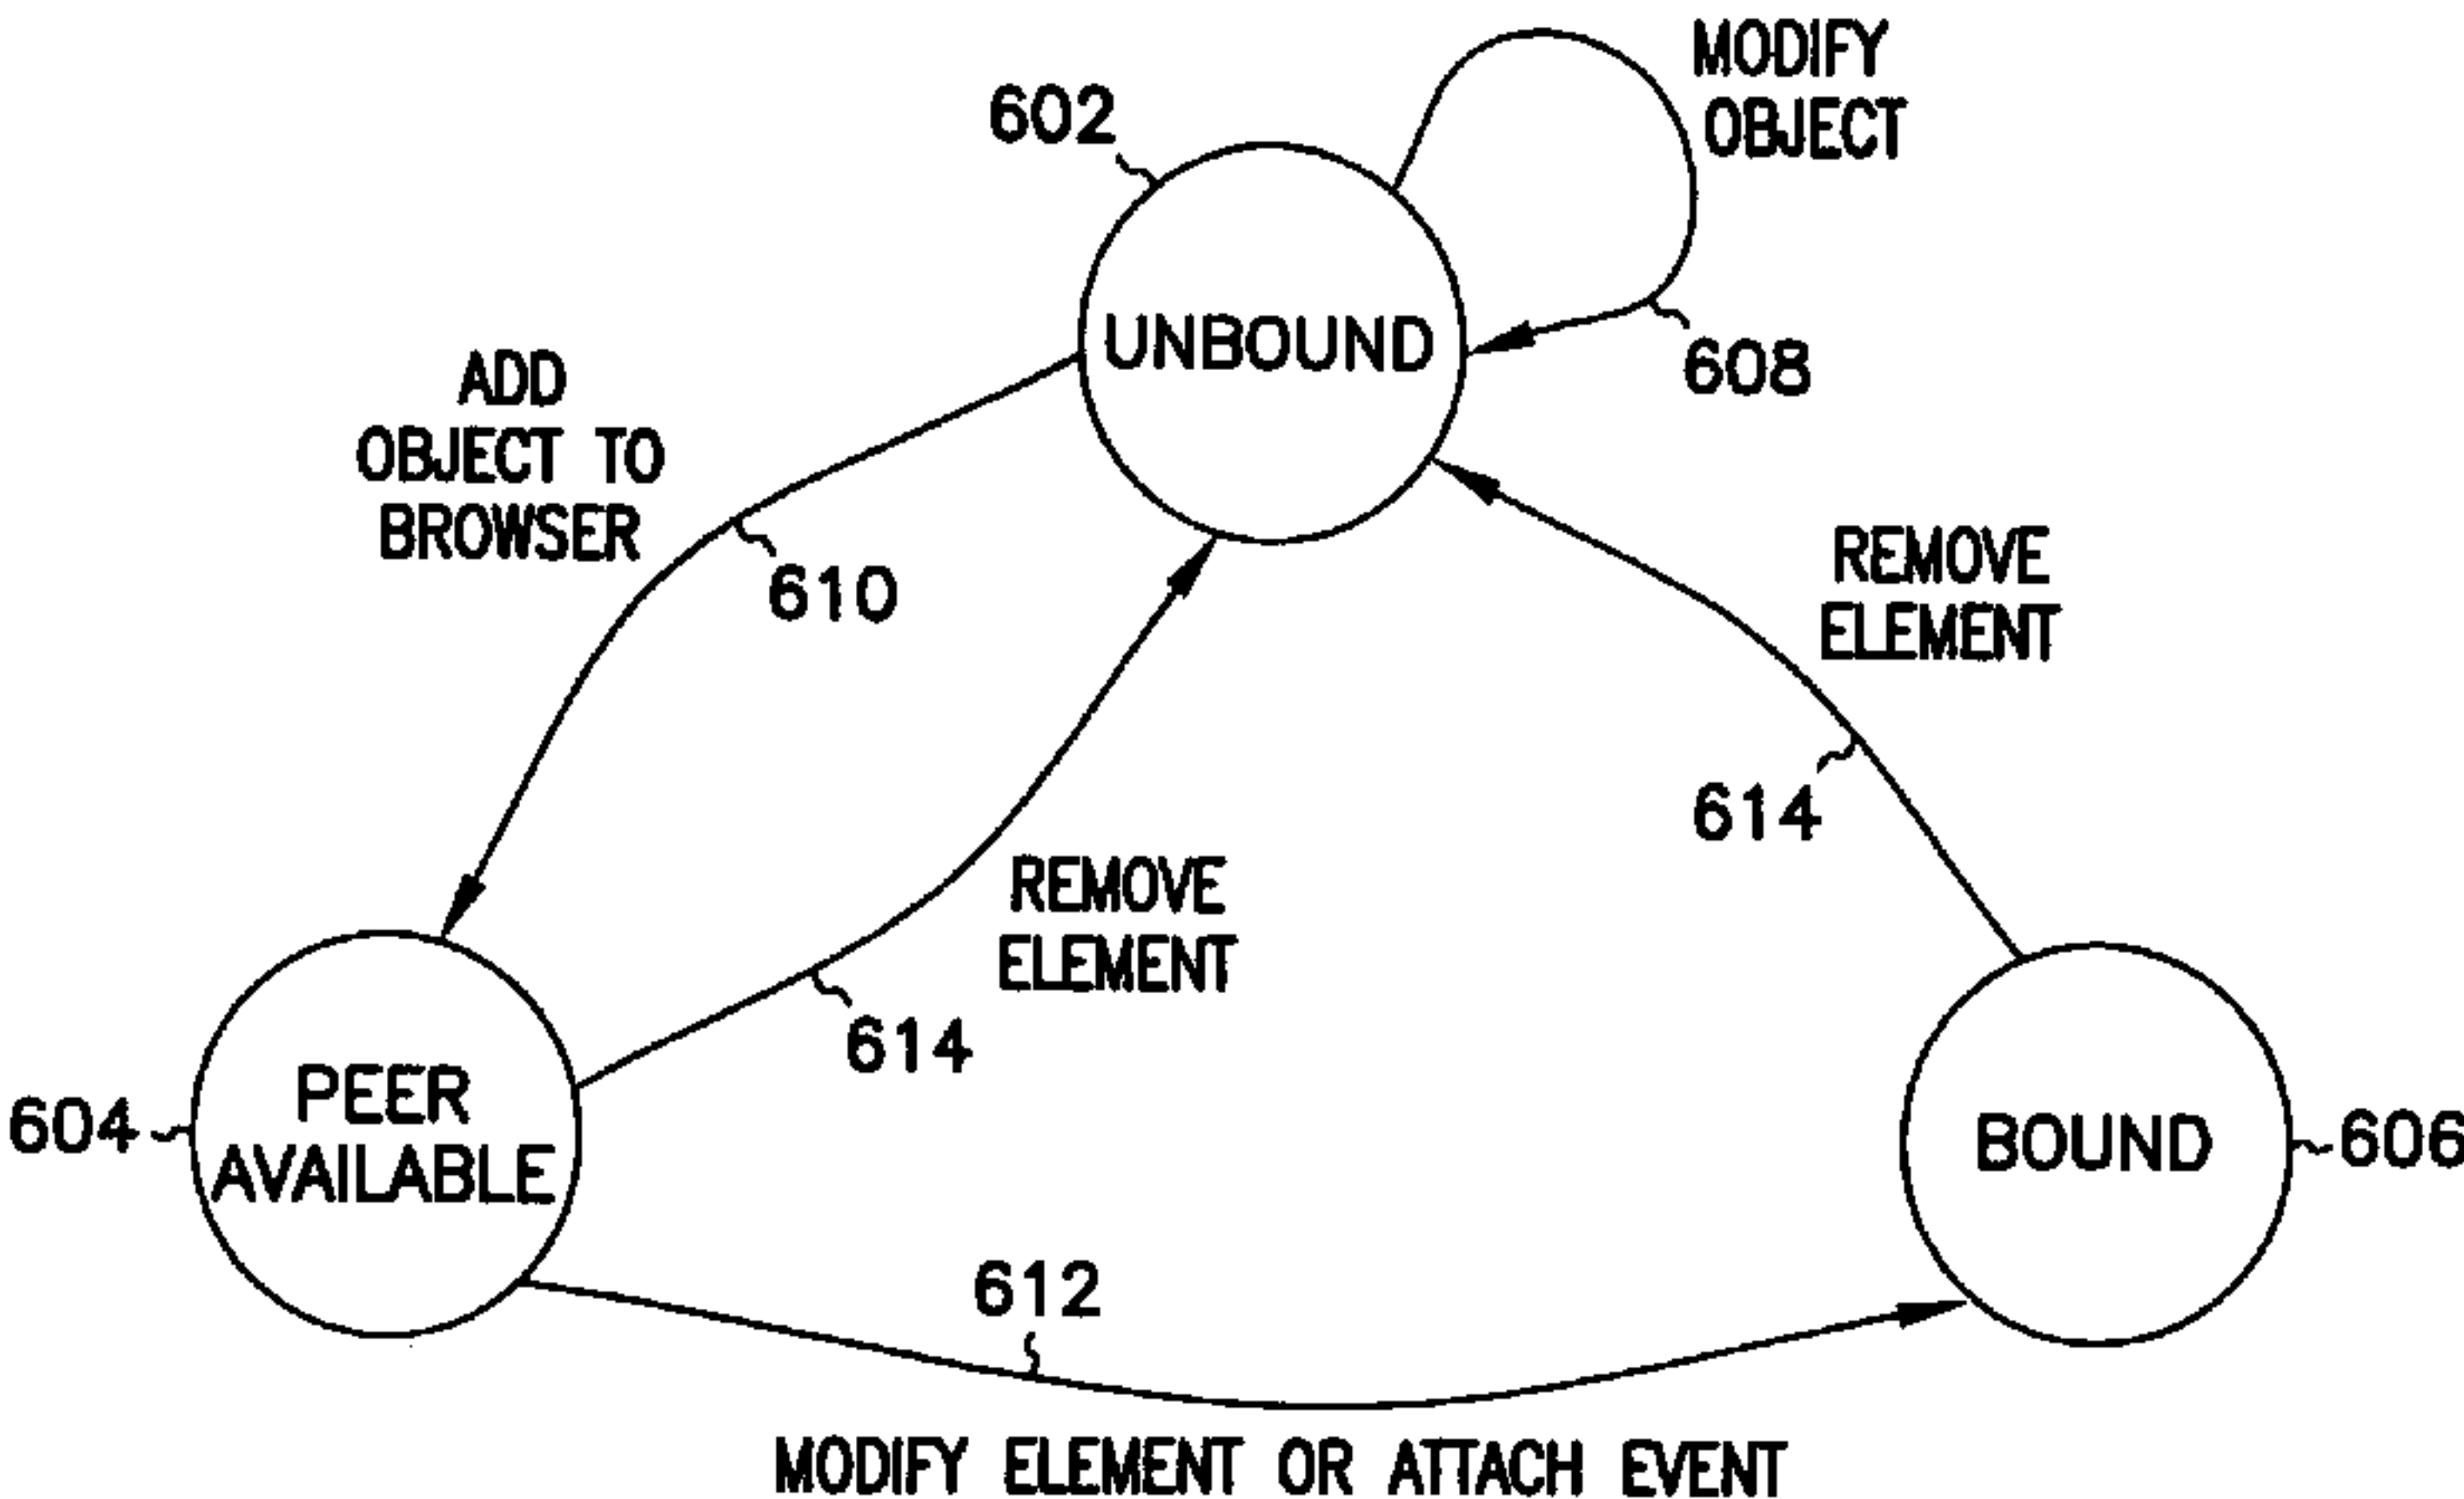 MODIFY
OBJECT
602
UNBOUND
608
ADD
OBJECT TO
BROWSER
610
REMOVE
ELEMENT
614
REMOVE
ELEMENT
614
604
PEER
AVAILABLE
BOUND
606
612
MODIFY ELEMENT OR ATTACH EVENT